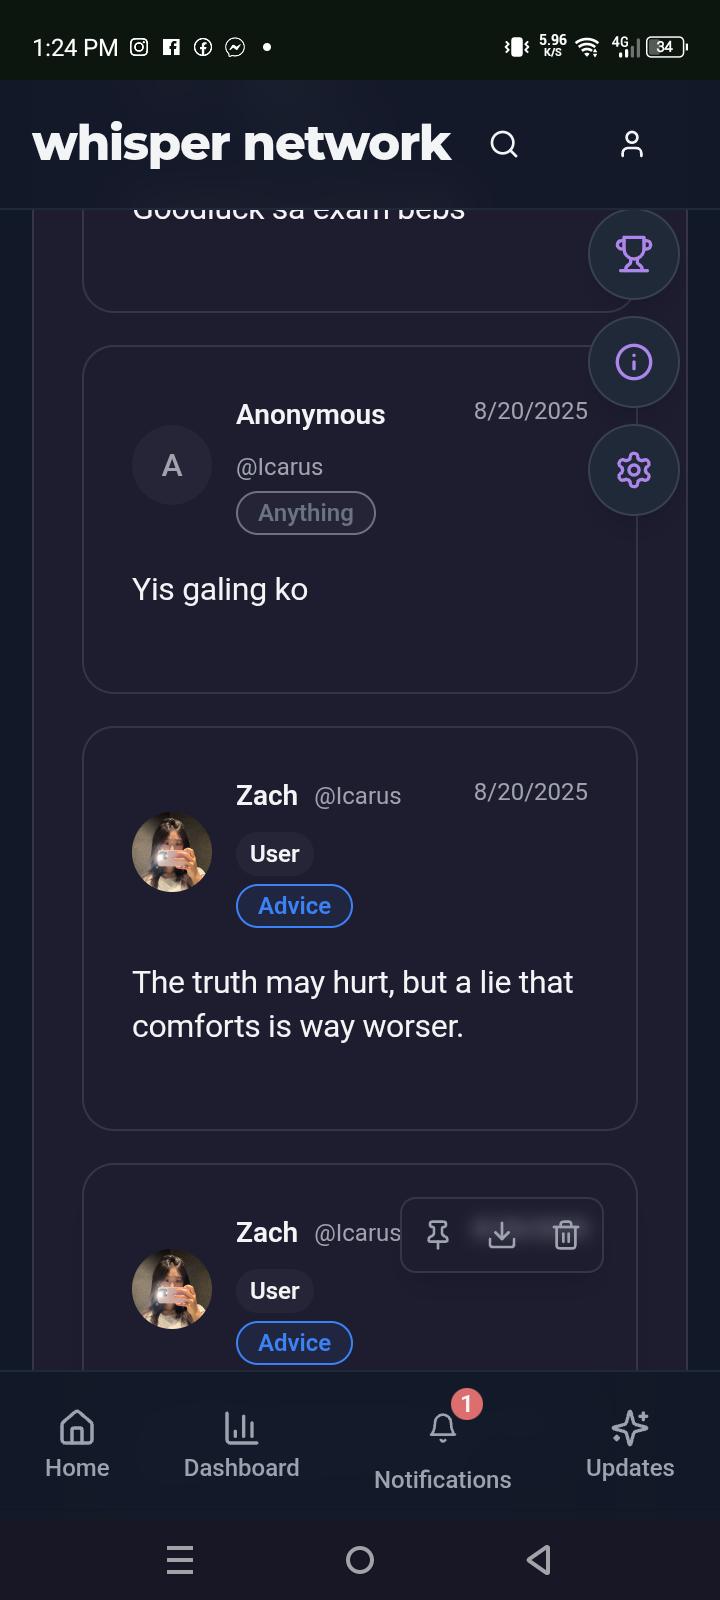 1:24 PM
5.96 K/S
4G
34
whisper network
Goodluck sa exam bebs
Anonymous
8/20/2025
A
@Icarus
Anything
Yis galing ko
Zach @Icarus
8/20/2025
User
Advice
The truth may hurt, but a lie that
comforts is way worser.
Zach @Icarus
User
Advice
1
Home
Dashboard
Notifications
Updates